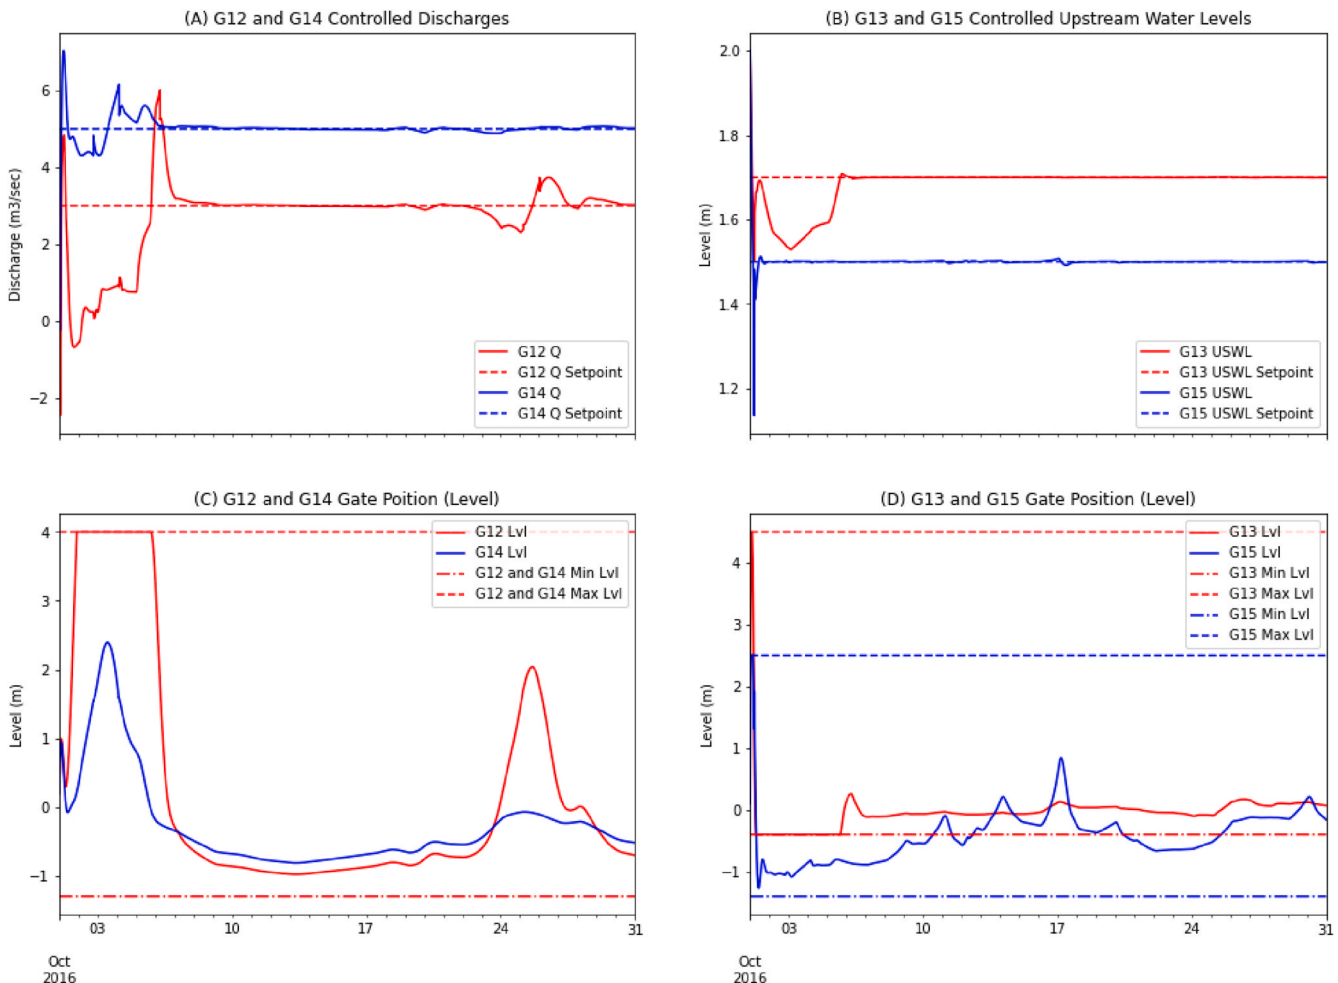 (A) G12 and G14 Controlled Discharges
6
4
2
0
−2
Discharge (m3/sec)
G12 Q
G12 Q Setpoint
G14 Q
G14 Q Setpoint
(B) G13 and G15 Controlled Upstream Water Levels
2.0
1.8
1.6
1.4
1.2
Level (m)
G13 USWL
G13 USWL Setpoint
G15 USWL
G15 USWL Setpoint
(C) G12 and G14 Gate Poition (Level)
4
3
2
1
0
−1
Level (m)
G12 Lvl
G14 Lvl
G12 and G14 Min Lvl
G12 and G14 Max Lvl
03 10 17 24 31
Oct
2016
(D) G13 and G15 Gate Position (Level)
4
3
2
1
0
−1
Level (m)
G13 Lvl
G15 Lvl
G13 Min Lvl
G13 Max Lvl
G15 Min Lvl
G15 Max Lvl
03 10 17 24 31
Oct
2016